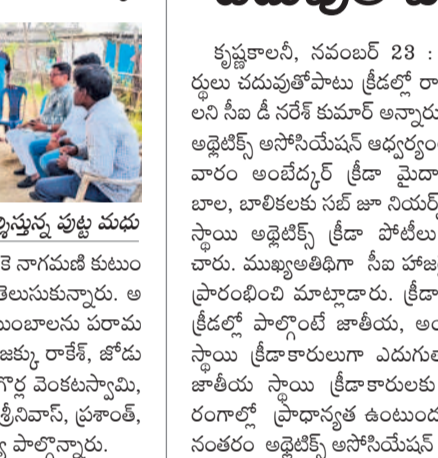 ర్శిస్తున్న పుట్ట మధు
కె నాగమణి కుటుం
తెలుసుకున్నారు. అ
టుంబాలను పరామ
జక్కు రాకేశ్, జోడు
గొర్ల వెంకటస్వామి,
శ్రీనివాస్, ప్రశాంత్,
పాల్గొన్నారు.
కృష్ణకాలనీ, నవంబర్ 23 :
ర్థులు చదువుతోపాటు క్రీడల్లో రా
లని సీఐ డీ నరేశ్ కుమార్ అన్నారు
అథ్లెటిక్స్ అసోసియేషన్ ఆధ్వర్యం
వారం అంబేద్కర్ క్రీడా మైదా
బాల, బాలికలకు సబ్ జూ నియర్
స్థాయి అథ్లెటిక్స్ క్రీడా పోటీలు
చారు. ముఖ్యఅతిథిగా సీఐ హాజ
ప్రారంభించి మాట్లాడారు. క్రీడా
క్రీడల్లో పాల్గొంటే జాతీయ, అం
స్థాయి క్రీడాకారులుగా ఎదుగుత
జాతీయ స్థాయి క్రీడాకారులకు
రంగాల్లో ప్రాధాన్యత ఉంటుంద
నంతరం అథ్లెటిక్స్ అసోసియేషన్